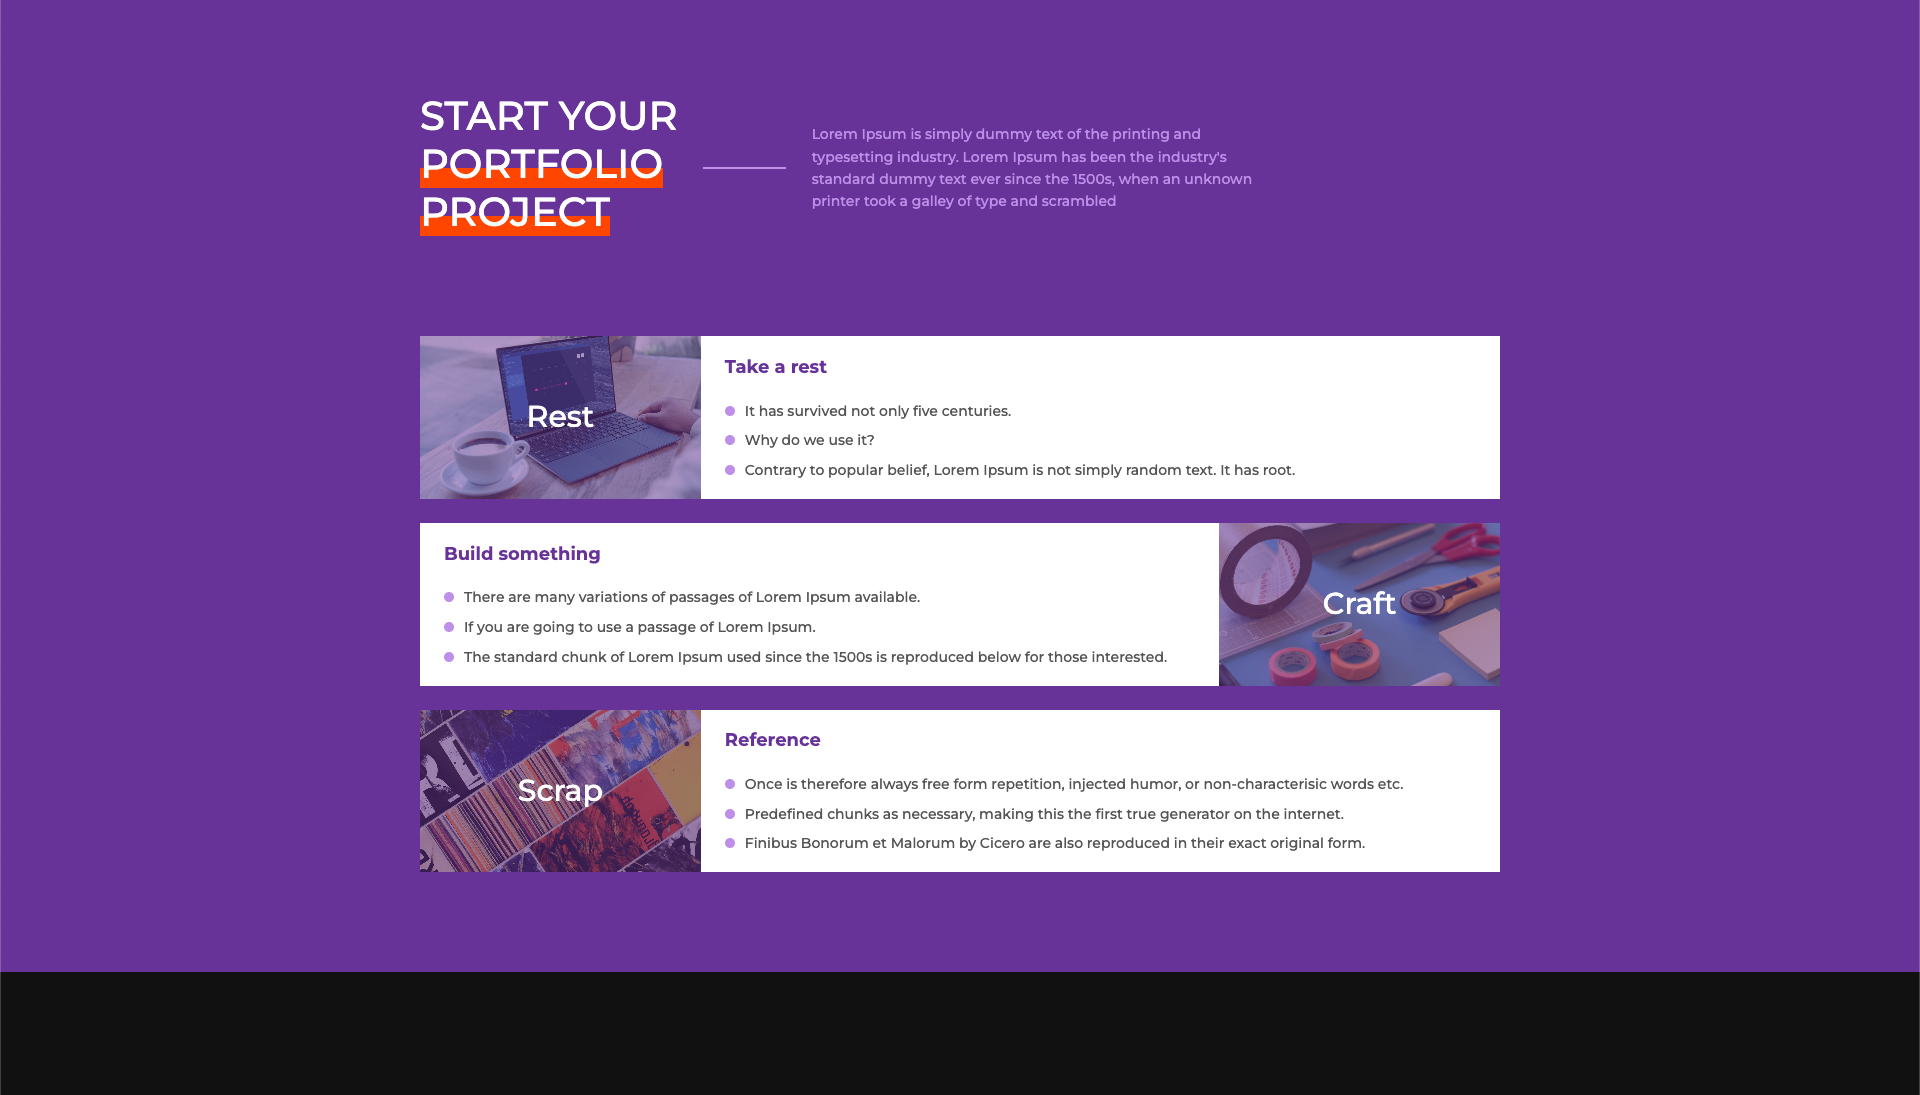 START YOUR
PORTFOLIO
PROJECT
Lorem Ipsum is simply dummy text of the printing and
typesetting industry. Lorem Ipsum has been the industry's
standard dummy text ever since the 1500s, when an unknown
printer took a galley of type and scrambled
Rest
Take a rest
It has survived not only five centuries.
Why do we use it?
Contrary to popular belief, Lorem Ipsum is not simply random text. It has root.
Build something
There are many variations of passages of Lorem Ipsum available.
If you are going to use a passage of Lorem Ipsum.
The standard chunk of Lorem Ipsum used since the 1500s is reproduced below for those interested.
Craft
Scrap
Reference
Once is therefore always free form repetition, injected humor, or non-characterisic words etc.
Predefined chunks as necessary, making this the first true generator on the internet.
Finibus Bonorum et Malorum by Cicero are also reproduced in their exact original form.